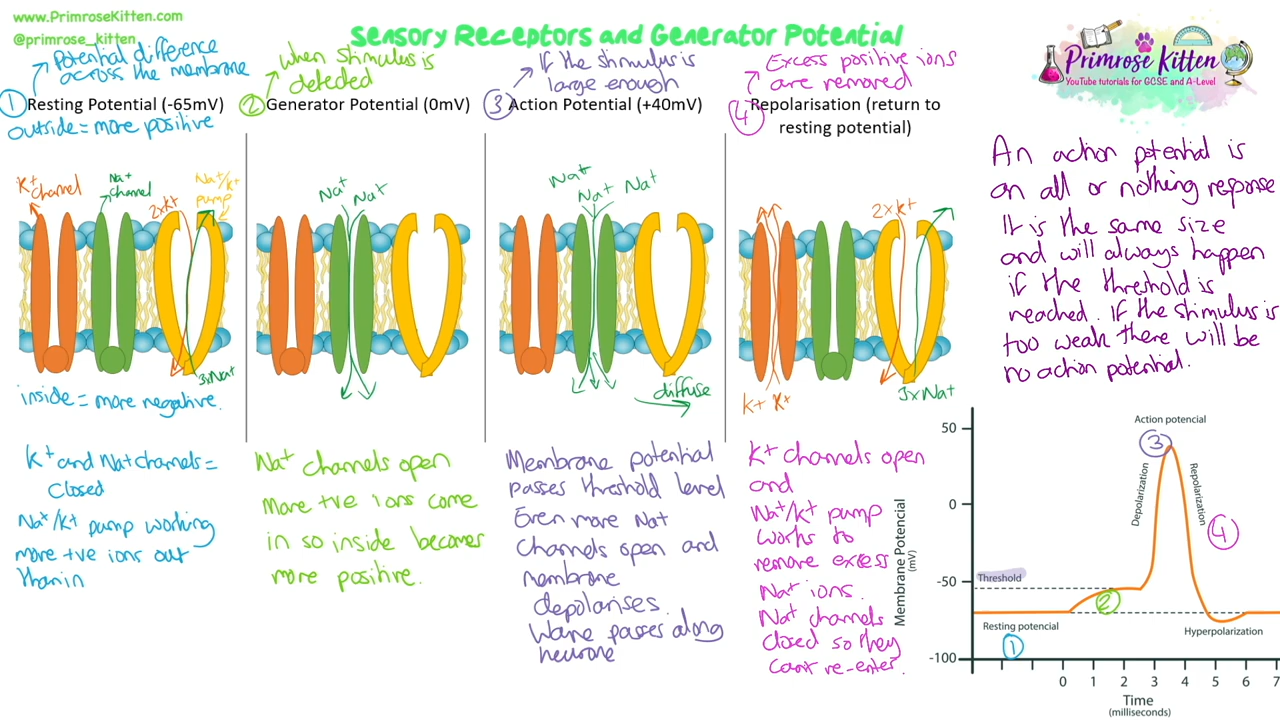 www.PrimroseKitten.com
@primrose_kitten
Sensory Receptors and Generator Potential
Primrose Kitten
YouTube tutorials for GCSE and A-Level
Potential difference
across the membrane
1 Resting Potential (-65mV)
outside = more positive
K+ channel
Na+
channel
2xK+
Na+/K+
pump
3xNa+
inside = more negative.
K+ and Na+ channels =
closed
Na+/K+ pump working
more +ve ions out
than in
when stimulus is
detected
2 Generator Potential (0mV)
Na+ Na+
Na+ channels open
More +ve ions come
in so inside becomes
more positive.
If the stimulus is
large enough
3 Action Potential (+40mV)
Na+ Na+ Na+
diffuse
Membrane potential
passes threshold level
Even more Na+
channels open and
membrane
depolarises.
Wave passes along
neurone
Excess positive ions
are removed
4 Repolarisation (return to
resting potential)
2xK+
K+ K+
3xNa+
K+ channels open
and
Na+/K+ pump
works to
remove excess
Na+ ions.
Na+ channels
closed so they
cant re-enter.
An action potential is
an all or nothing reponse
It is the same size
and will always happen
if the threshold is
reached. If the stimulus is
too weak there will be
no action potential.
Action potencial
3
50
0
-50
-100
Membrane Potential
(mV)
Depolarization
Repolarization
4
Threshold
2
Resting potencial
1
Hyperpolarization
0 1 2 3 4 5 6 7
Time
(milliseconds)